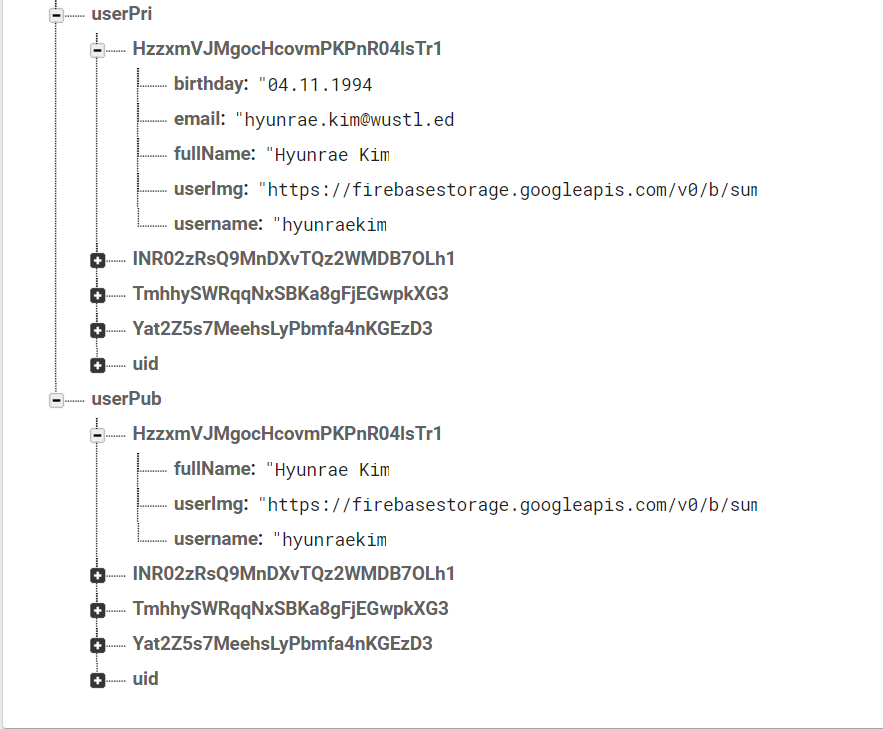 userPri
HzzxmVJMgocHcovmPKPnR04lsTr1
birthday: "04.11.1994
email: "hyunrae.kim@wustl.ed
fullName: "Hyunrae Kim
userImg: "https://firebasestorage.googleapis.com/v0/b/sum
username: "hyunraekim
INR02zRsQ9MnDXvTQz2WMDB7OLh1
TmhhySWRqqNxSBKa8gFjEGwpkXG3
Yat2Z5s7MeehsLyPbmfa4nKGEzD3
uid
userPub
HzzxmVJMgocHcovmPKPnR04lsTr1
fullName: "Hyunrae Kim
userImg: "https://firebasestorage.googleapis.com/v0/b/sum
username: "hyunraekim
INR02zRsQ9MnDXvTQz2WMDB7OLh1
TmhhySWRqqNxSBKa8gFjEGwpkXG3
Yat2Z5s7MeehsLyPbmfa4nKGEzD3
uid